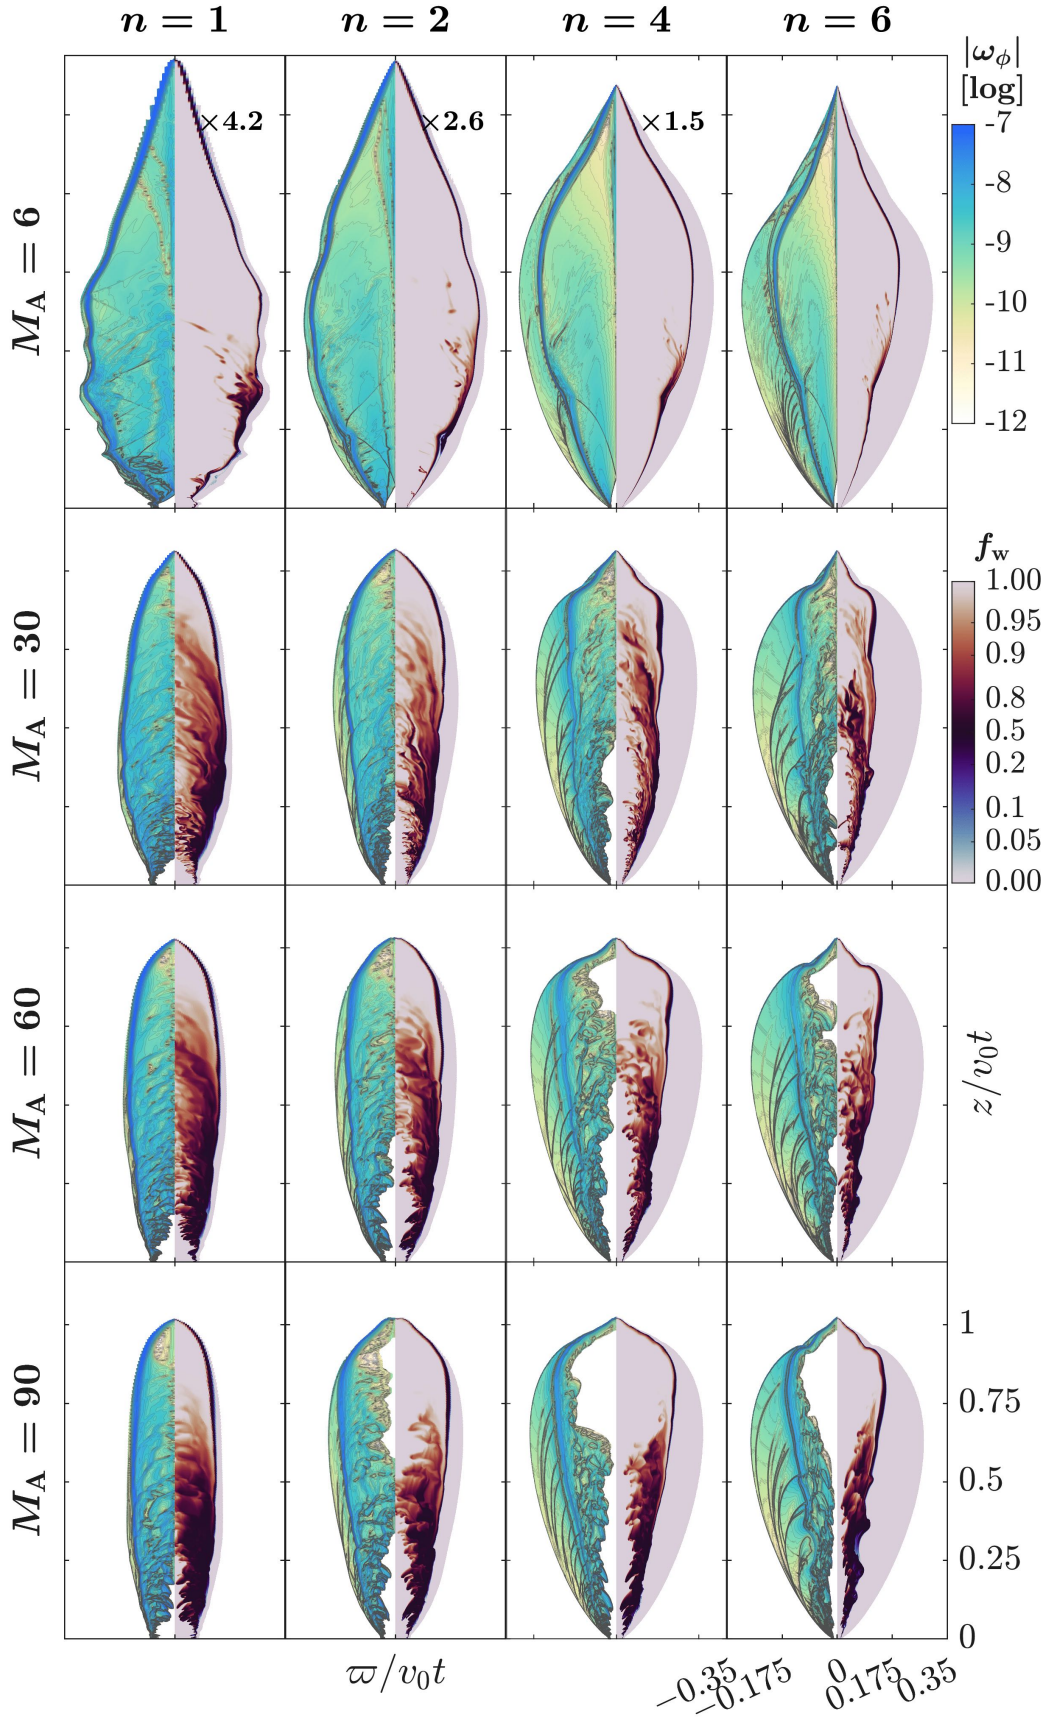 n = 1 n = 2 n = 4 n = 6
|ω_ϕ|
[log]
M_A = 6
×4.2 ×2.6 ×1.5
-7
-8
-9
-10
-11
-12
M_A = 30
f_w
1.00
0.95
0.9
0.8
0.5
0.2
0.1
0.05
0.00
M_A = 60
z/v_0t
M_A = 90
1
0.75
0.5
0.25
0
ϖ/v_0t
−0.35 −0.175 0 0.175 0.35